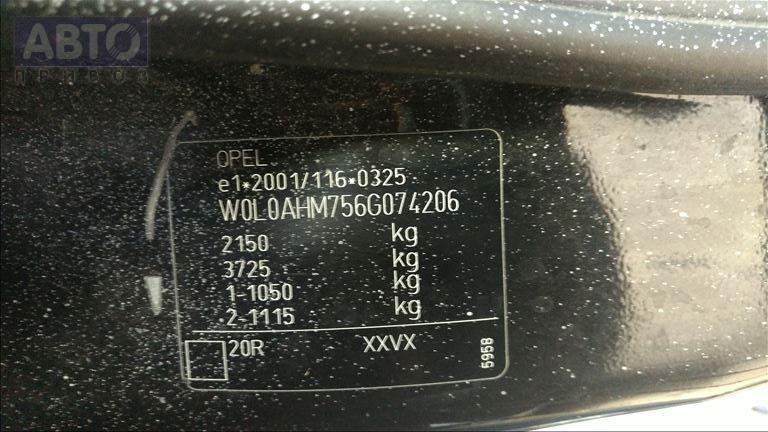 АВТО
ПРИВОЗ
OPEL
e1*2001/116*0325
W0L0AHM756G074206
2150 kg
3725 kg
1-1050 kg
2-1115 kg
20R XXVX
5958